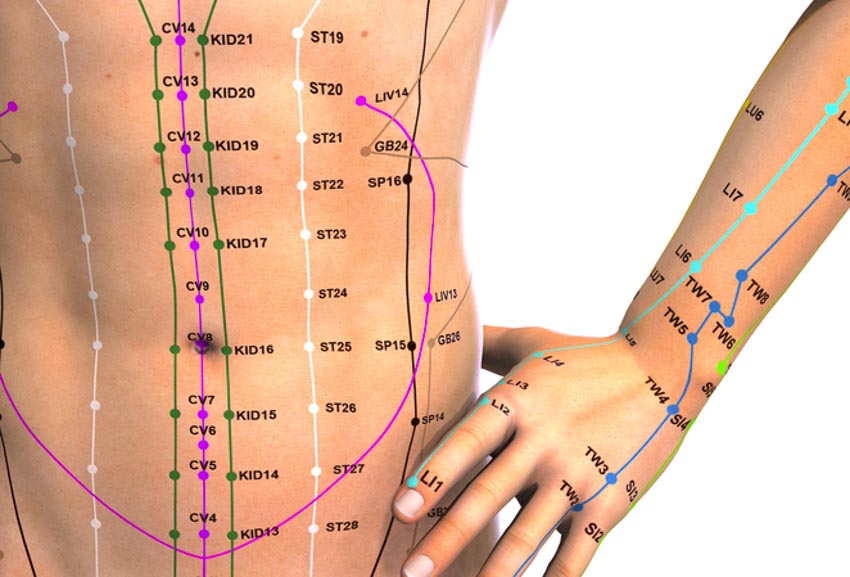 CV14
KID21
ST19
CV13
KID20
ST20
LIV14
LU6
CV12
KID19
ST21
GB24
CV11
KID18
ST22
SP16
LI7
CV10
KID17
ST23
LI6
TW8
CV9
ST24
LIV13
TW7
CV8
KID16
ST25
SP15
GB26
TW5
TW6
LI5
LI4
CV7
KID15
ST26
SP14
LI3
LI2
TW4
SI4
CV6
CV5
KID14
ST27
LI1
TW3
SI3
CV4
KID13
ST28
TW2
SI2